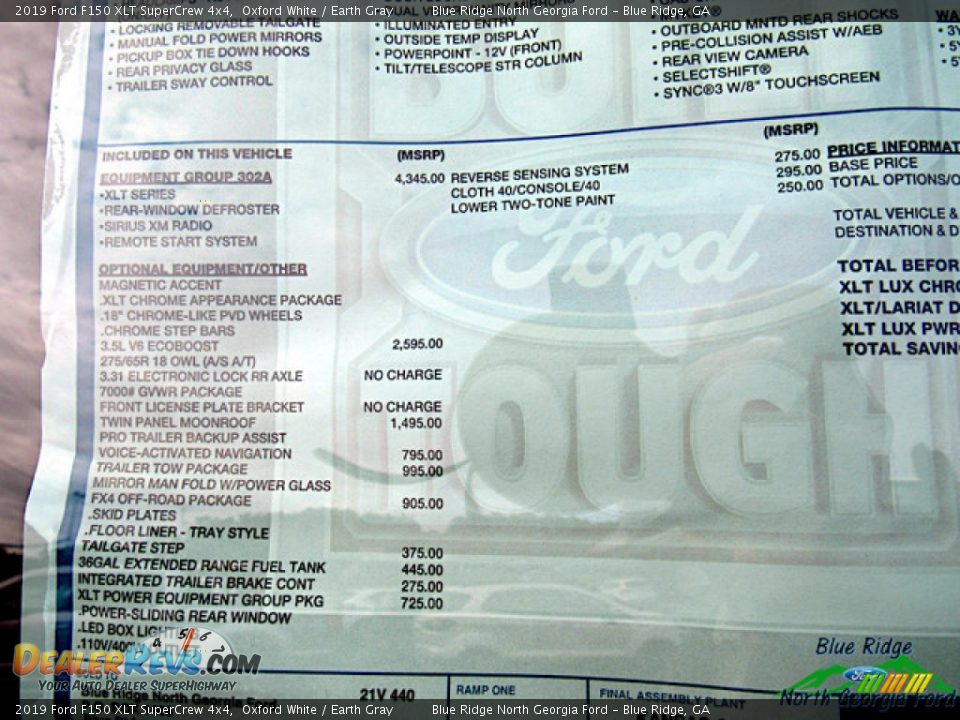 2019 Ford F150 XLT SuperCrew 4x4, Oxford White / Earth Gray Blue Ridge North Georgia Ford - Blue Ridge, GA
• LOCKING REMOVABLE TAILGATE
• MANUAL FOLD POWER MIRRORS
• PICKUP BOX TIE DOWN HOOKS
• REAR PRIVACY GLASS
• TRAILER SWAY CONTROL
• ILLUMINATED ENTRY
• OUTSIDE TEMP DISPLAY
• POWERPOINT - 12V (FRONT)
• TILT/TELESCOPE STR COLUMN
• OUTBOARD MNTD REAR SHOCKS
• PRE-COLLISION ASSIST W/AEB
• REAR VIEW CAMERA
• SELECTSHIFT®
• SYNC®3 W/8" TOUCHSCREEN
WA
• 3Y
• 5Y
• 5
INCLUDED ON THIS VEHICLE (MSRP)
EQUIPMENT GROUP 302A 4,345.00
•XLT SERIES
•REAR-WINDOW DEFROSTER
•SIRIUS XM RADIO
•REMOTE START SYSTEM
OPTIONAL EQUIPMENT/OTHER
MAGNETIC ACCENT
.XLT CHROME APPEARANCE PACKAGE
.18" CHROME-LIKE PVD WHEELS
.CHROME STEP BARS
3.5L V6 ECOBOOST 2,595.00
275/65R 18 OWL (A/S A/T)
3.31 ELECTRONIC LOCK RR AXLE NO CHARGE
7000# GVWR PACKAGE
FRONT LICENSE PLATE BRACKET NO CHARGE
TWIN PANEL MOONROOF 1,495.00
PRO TRAILER BACKUP ASSIST
VOICE-ACTIVATED NAVIGATION 795.00
TRAILER TOW PACKAGE 995.00
MIRROR MAN FOLD W/POWER GLASS
FX4 OFF-ROAD PACKAGE 905.00
.SKID PLATES
.FLOOR LINER - TRAY STYLE
TAILGATE STEP 375.00
36GAL EXTENDED RANGE FUEL TANK 445.00
INTEGRATED TRAILER BRAKE CONT 275.00
XLT POWER EQUIPMENT GROUP PKG 725.00
.POWER-SLIDING REAR WINDOW
.LED BOX
.110V/400W
(MSRP)
REVERSE SENSING SYSTEM 275.00
CLOTH 40/CONSOLE/40 295.00
LOWER TWO-TONE PAINT 250.00
PRICE INFORMAT
BASE PRICE
TOTAL OPTIONS/O
TOTAL VEHICLE &
DESTINATION & D
TOTAL BEFOR
XLT LUX CHRO
XLT/LARIAT D
XLT LUX PWR
TOTAL SAVIN
Ford
TOUGH
Blue Ridge North Georgia Ford
21V 440
RAMP ONE
FINAL ASSEMBLY PLANT
DEALERREVS.COM
YOUR AUTO DEALER SUPERHIGHWAY
Blue Ridge
Ford
North Georgia Ford
2019 Ford F150 XLT SuperCrew 4x4, Oxford White / Earth Gray Blue Ridge North Georgia Ford - Blue Ridge, GA